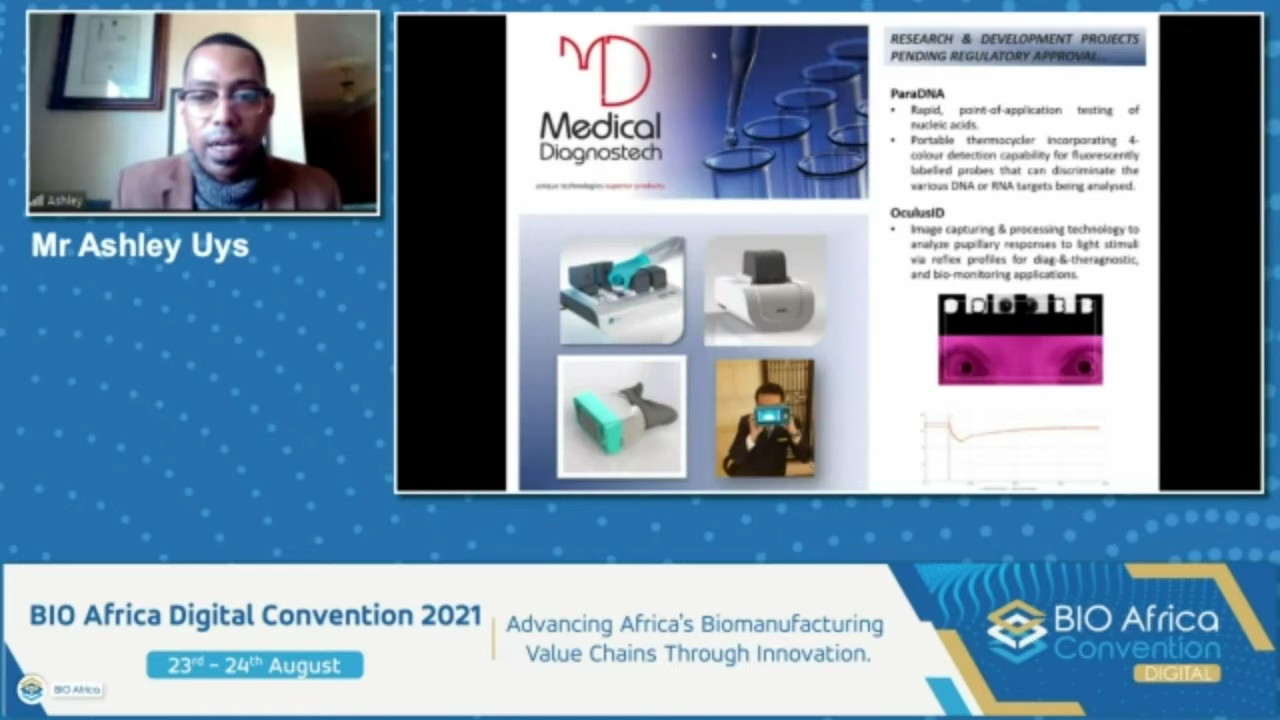 Ashley
Mr Ashley Uys
Medical
Diagnostech
unique technologies superior products
RESEARCH & DEVELOPMENT PROJECTS
PENDING REGULATORY APPROVAL...
ParaDNA
• Rapid, point-of-application testing of
nucleic acids.
• Portable thermocycler incorporating 4-
colour detection capability for fluorescently
labelled probes that can discriminate the
various DNA or RNA targets being analysed.
OculusID
• Image capturing & processing technology to
analyze pupillary responses to light stimuli
via reflex profiles for diag-&-theragnostic,
and bio-monitoring applications.
BIO Africa Digital Convention 2021
23rd - 24th August
Advancing Africa's Biomanufacturing
Value Chains Through Innovation.
BIO Africa
Convention
DIGITAL
BIO Africa